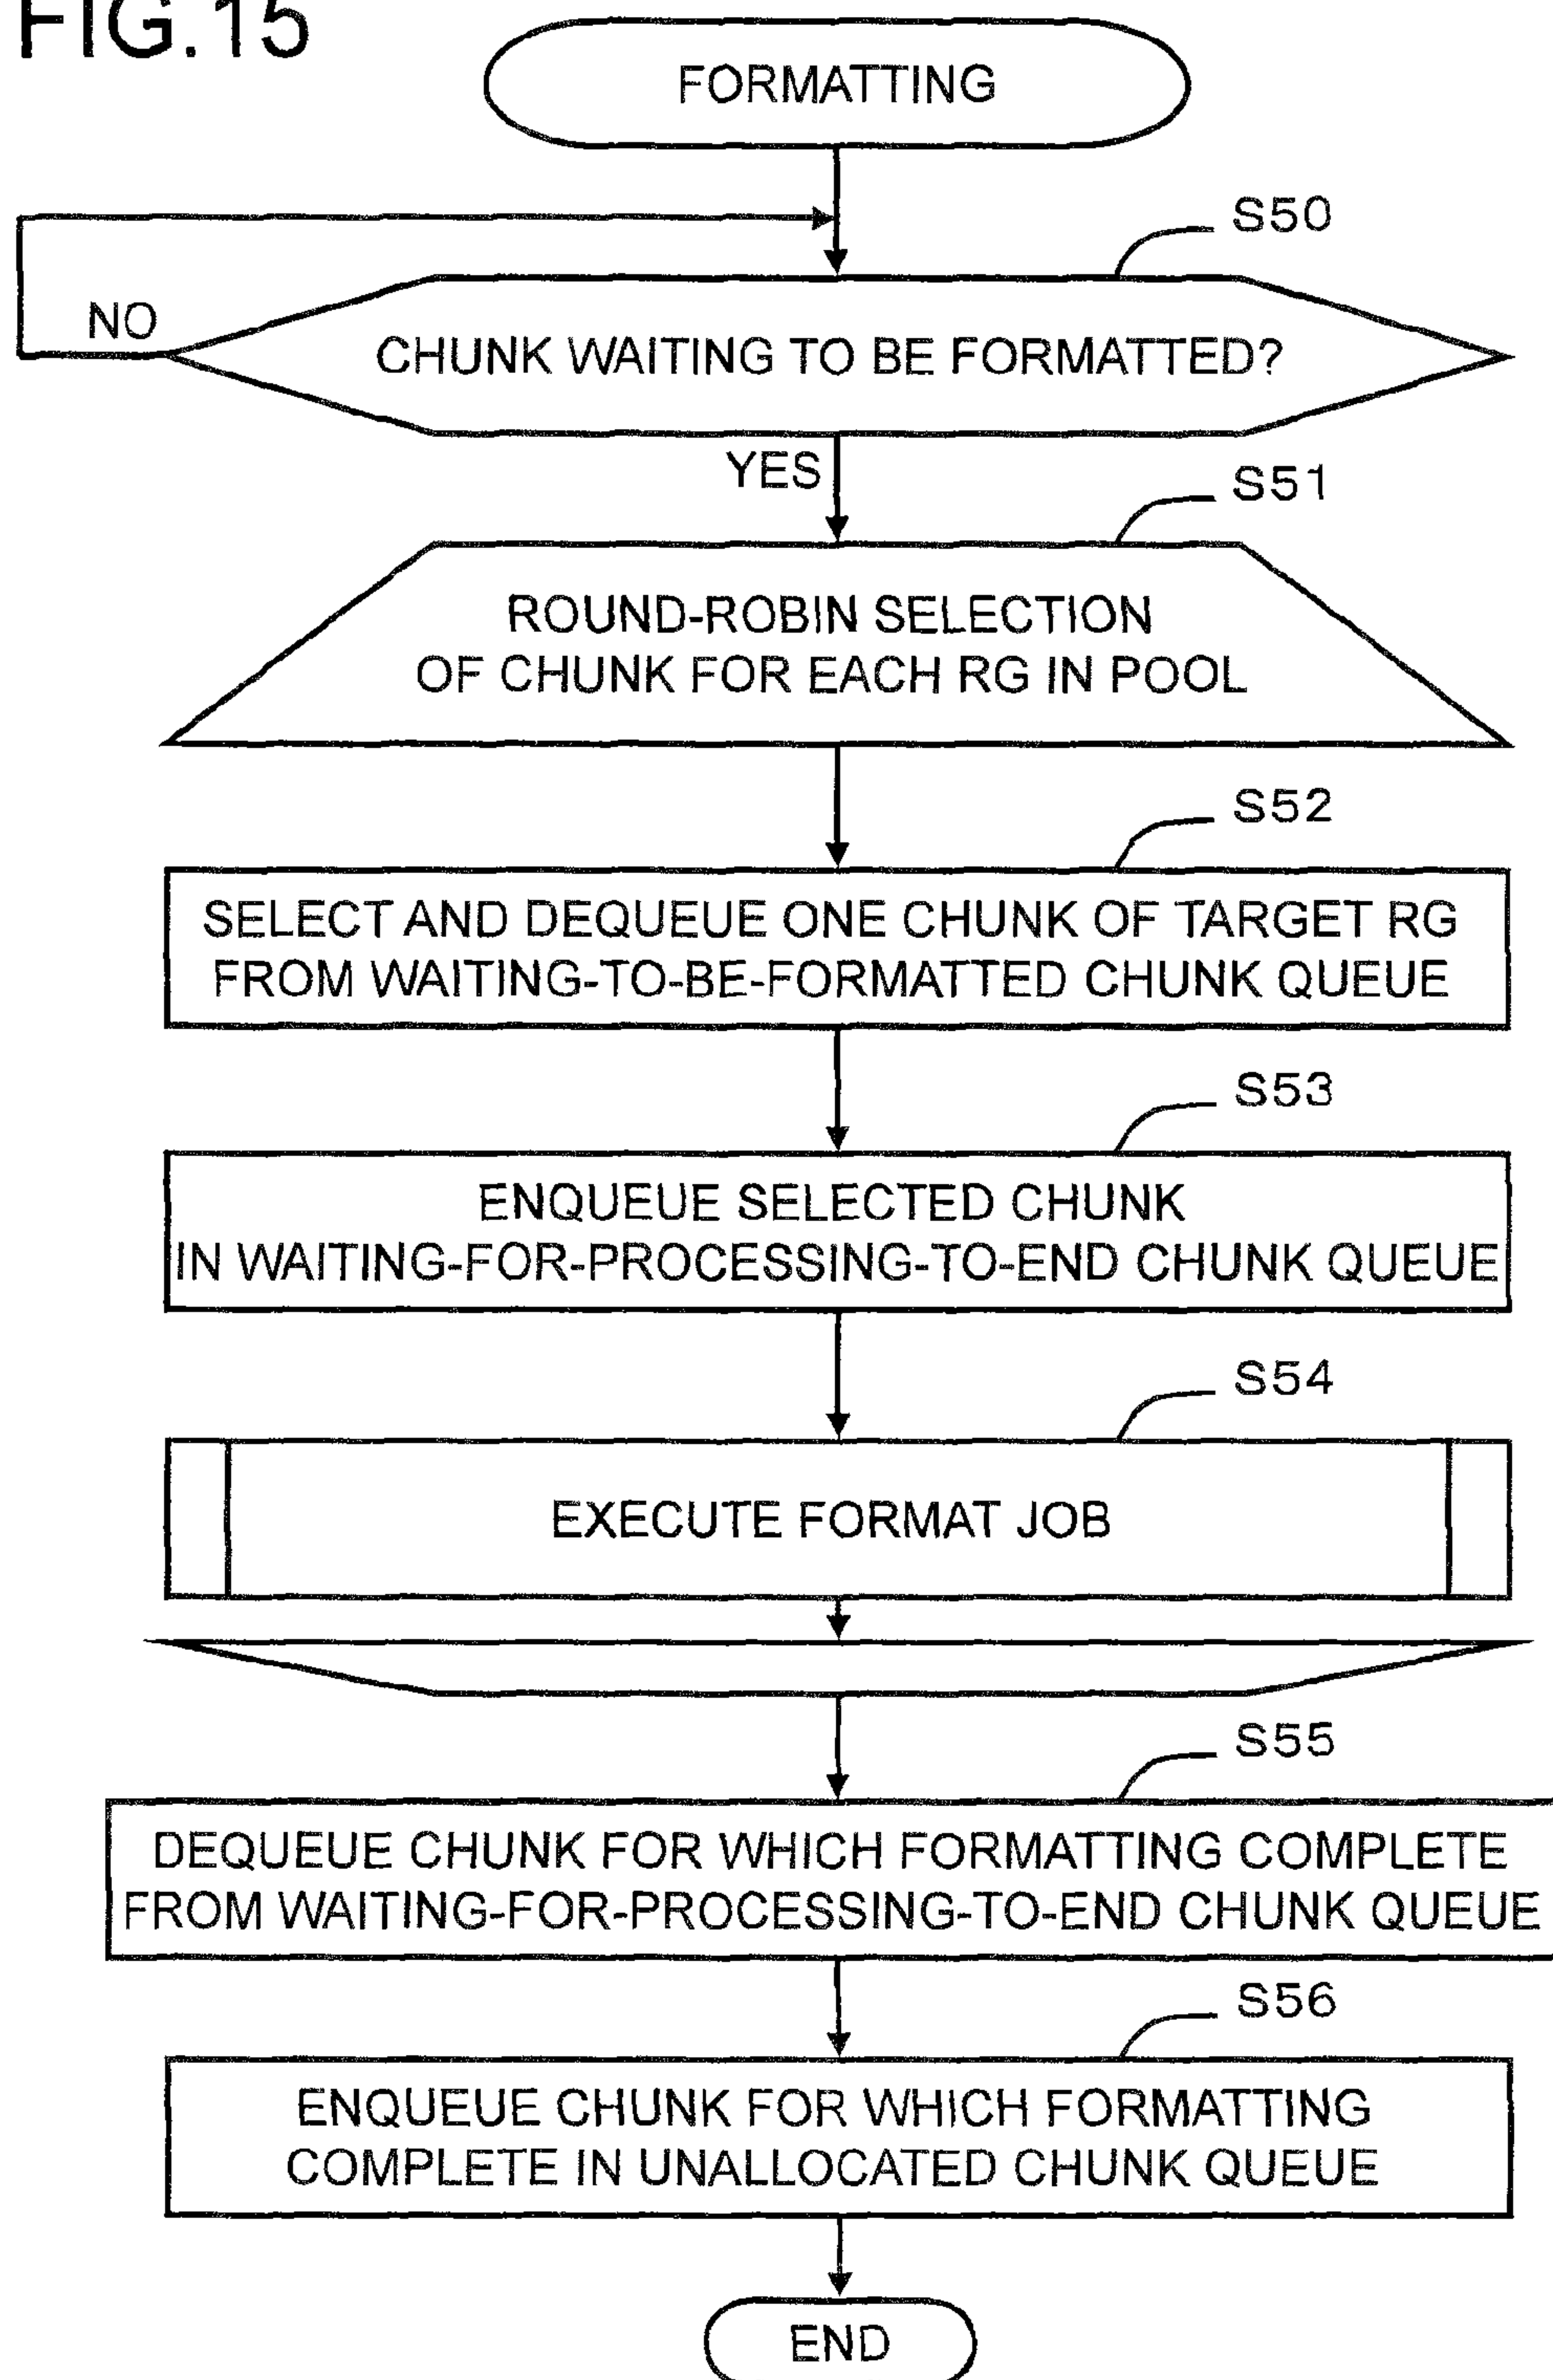 FIG.15
FORMATTING
S50
NO
CHUNK WAITING TO BE FORMATTED?
YES
S51
ROUND-ROBIN SELECTION
OF CHUNK FOR EACH RG IN POOL
S52
SELECT AND DEQUEUE ONE CHUNK OF TARGET RG
FROM WAITING-TO-BE-FORMATTED CHUNK QUEUE
S53
ENQUEUE SELECTED CHUNK
IN WAITING-FOR-PROCESSING-TO-END CHUNK QUEUE
S54
EXECUTE FORMAT JOB
S55
DEQUEUE CHUNK FOR WHICH FORMATTING COMPLETE
FROM WAITING-FOR-PROCESSING-TO-END CHUNK QUEUE
S56
ENQUEUE CHUNK FOR WHICH FORMATTING
COMPLETE IN UNALLOCATED CHUNK QUEUE
END